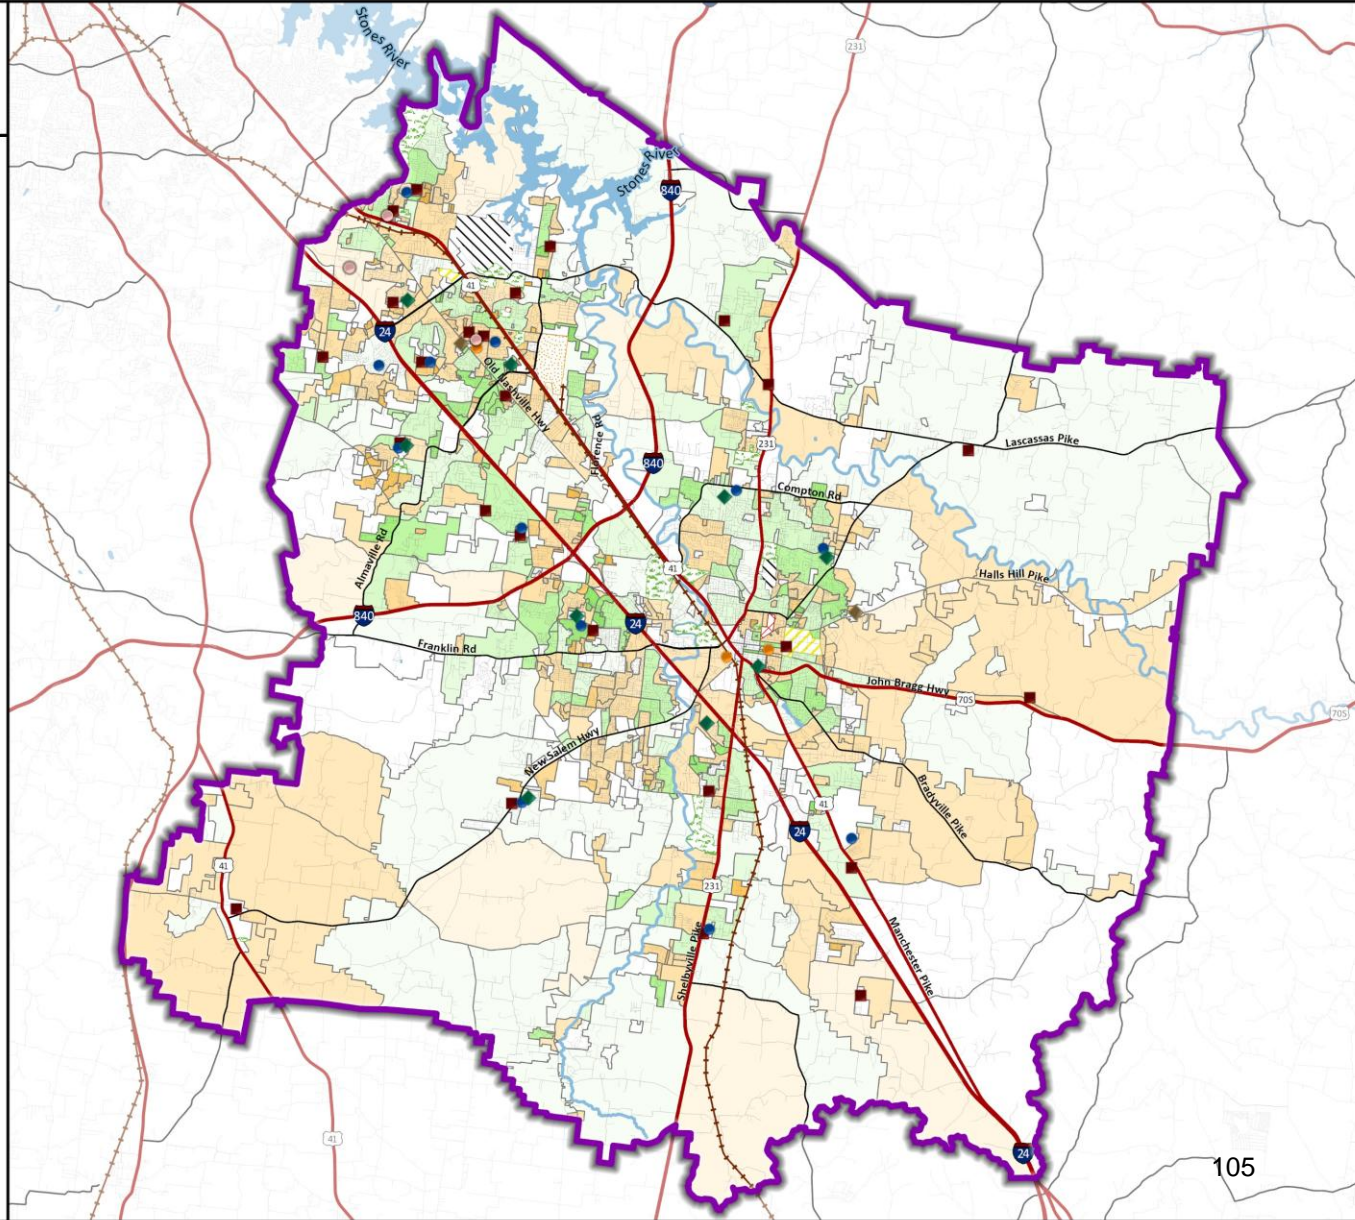 Stones River
231
Stones River
840
41
24
Old Nashville Hwy
Florence Rd
840
231
Lascassas Pike
Compton Rd
Almaville Rd
41
Halls Hill Pike
840
24
Franklin Rd
John Bragg Hwy
70S
70S
New Salem Hwy
Bradyville Pike
41
24
41
231
Shelbyville Pike
Manchester Pike
41
24
105